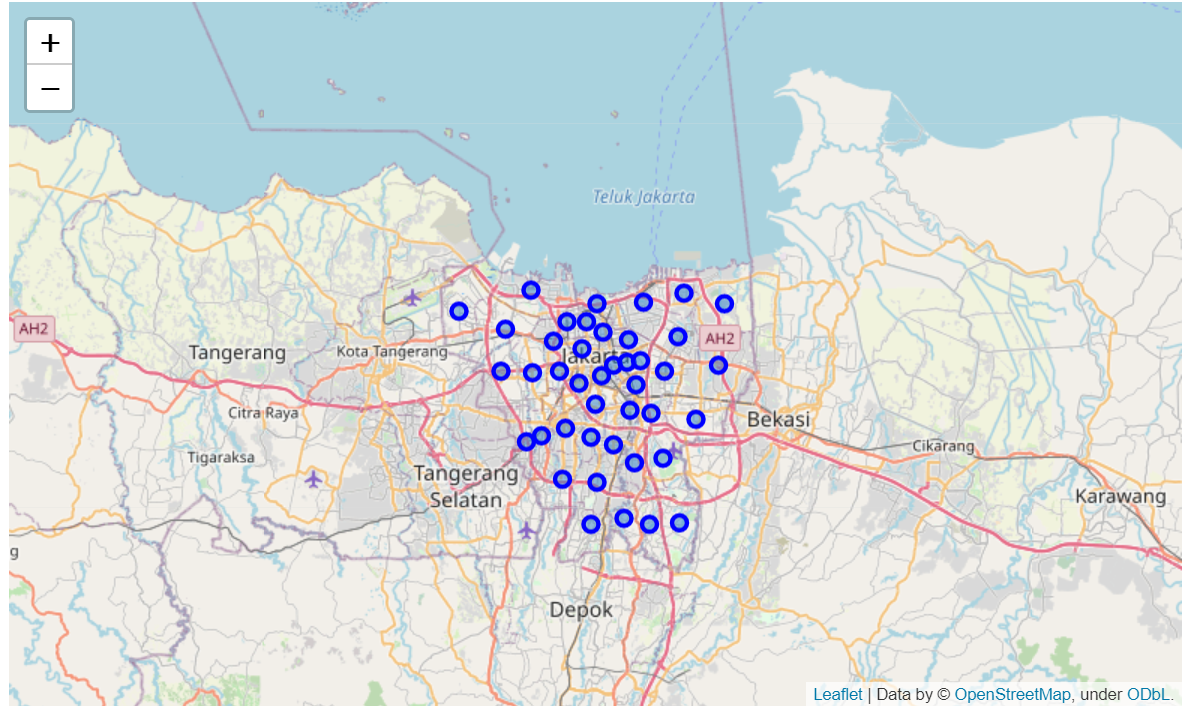 +
−
Teluk Jakarta
AH2
AH2
Tangerang
Kota Tangerang
Jakarta
Citra Raya
Bekasi
Tigaraksa
Cikarang
Tangerang
Selatan
Karawang
g
Depok
Leaflet | Data by © OpenStreetMap, under ODbL.